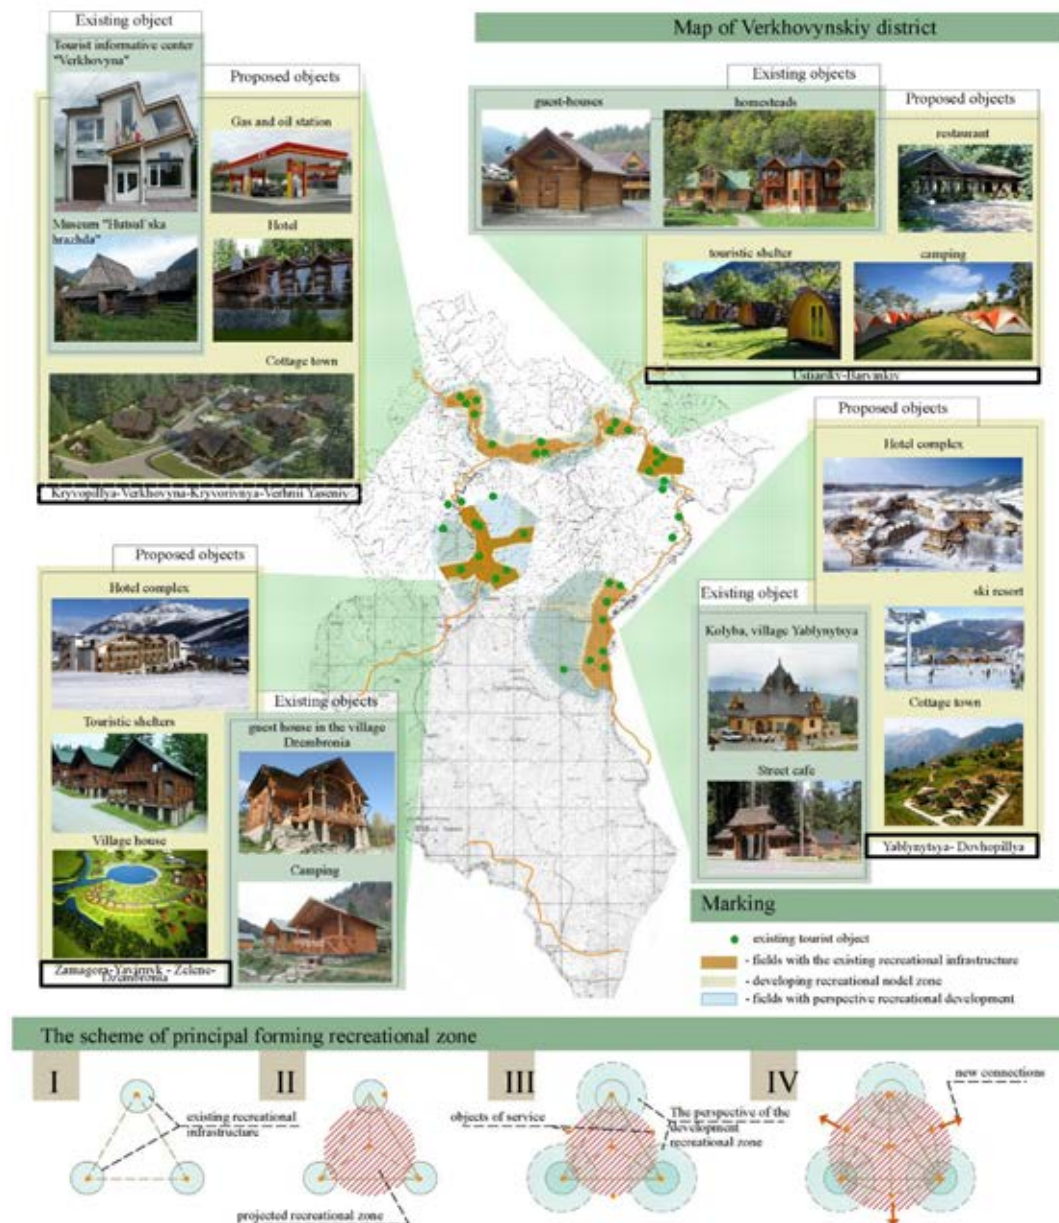 Existing object
Tourist informative center
"Verkhovyna"
Proposed objects
Gas and oil station
Museum "Hutsul'ska
hrazhda"
Hotel
Cottage town
Kryvopillya-Verkhovyna-Kryvorivnya-Verhnii Yaseniv
Map of Verkhovynskiy district
Existing objects
guest-houses
homesteads
Proposed objects
restaurant
touristic shelter
camping
Ustiariky-Barvinkiv
Proposed objects
Hotel complex
ski resort
Existing object
Kolyba, village Yablynytsya
Cottage town
Street cafe
Yablynytsya- Dovhopillya
Proposed objects
Hotel complex
Touristic shelters
Village house
Existing objects
guest house in the village
Dzembronia
Camping
Zamagora-Yavirnyk - Zelene-
Dzembronia
Marking
existing tourist object
- fields with the existing recreational infrastructure
- developing recreational nodel zone
- fields with perspective recreational development
The scheme of principal forming recreational zone
I
II
III
IV
existing recreational
infrastructure
projected recreational zone
objects of service
The perspective of the
development
recreational zone
new connections